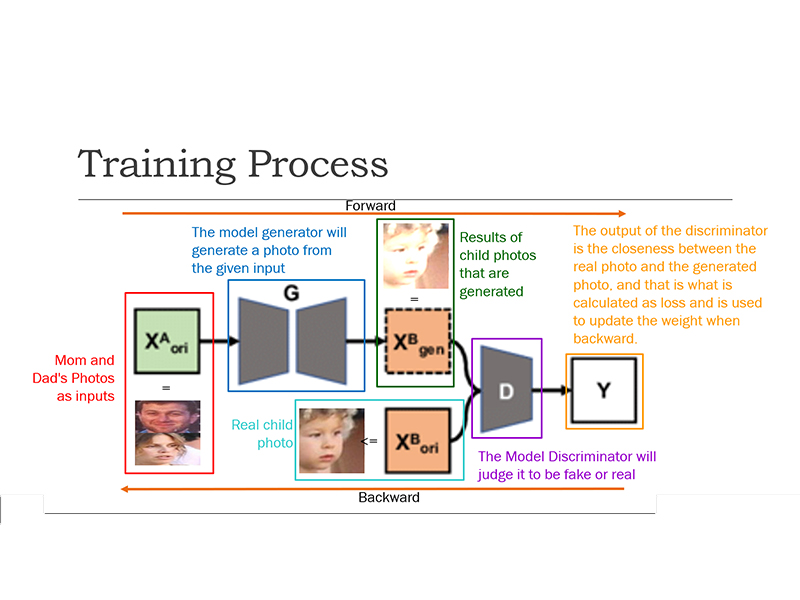 Training Process
Forward
The model generator will
generate a photo from
the given input
Results of
child photos
that are
generated
The output of the discriminator
is the closeness between the
real photo and the generated
photo, and that is what is
calculated as loss and is used
to update the weight when
backward.
G
=
XA ori
XB gen
Mom and
Dad's Photos
as inputs
=
D
Y
Real child
photo
<=
XB ori
The Model Discriminator will
judge it to be fake or real
Backward